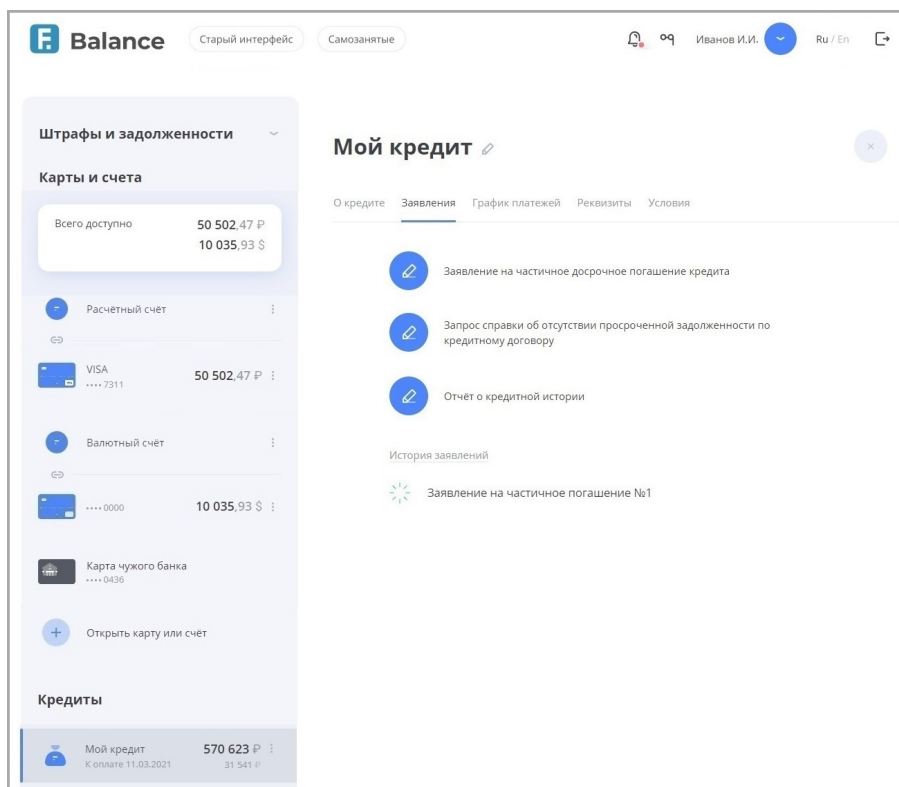 F. Balance
Старый интерфейс
Самозанятые
Иванов И.И.
Ru / En
Штрафы и задолженности
Карты и счета
Всего доступно
50 502,47 ₽
10 035,93 $
Расчётный счёт
VISA
•••• 7311
50 502,47 ₽
Валютный счёт
•••• 0000
10 035,93 $
Карта чужого банка
•••• 0436
Открыть карту или счёт
Кредиты
Мой кредит
570 623 ₽
К оплате 11.03.2021
31 541 ₽
Мой кредит
О кредите
Заявления
График платежей
Реквизиты
Условия
Заявление на частичное досрочное погашение кредита
Запрос справки об отсутствии просроченной задолженности по
кредитному договору
Отчёт о кредитной истории
История заявлений
Заявление на частичное погашение №1